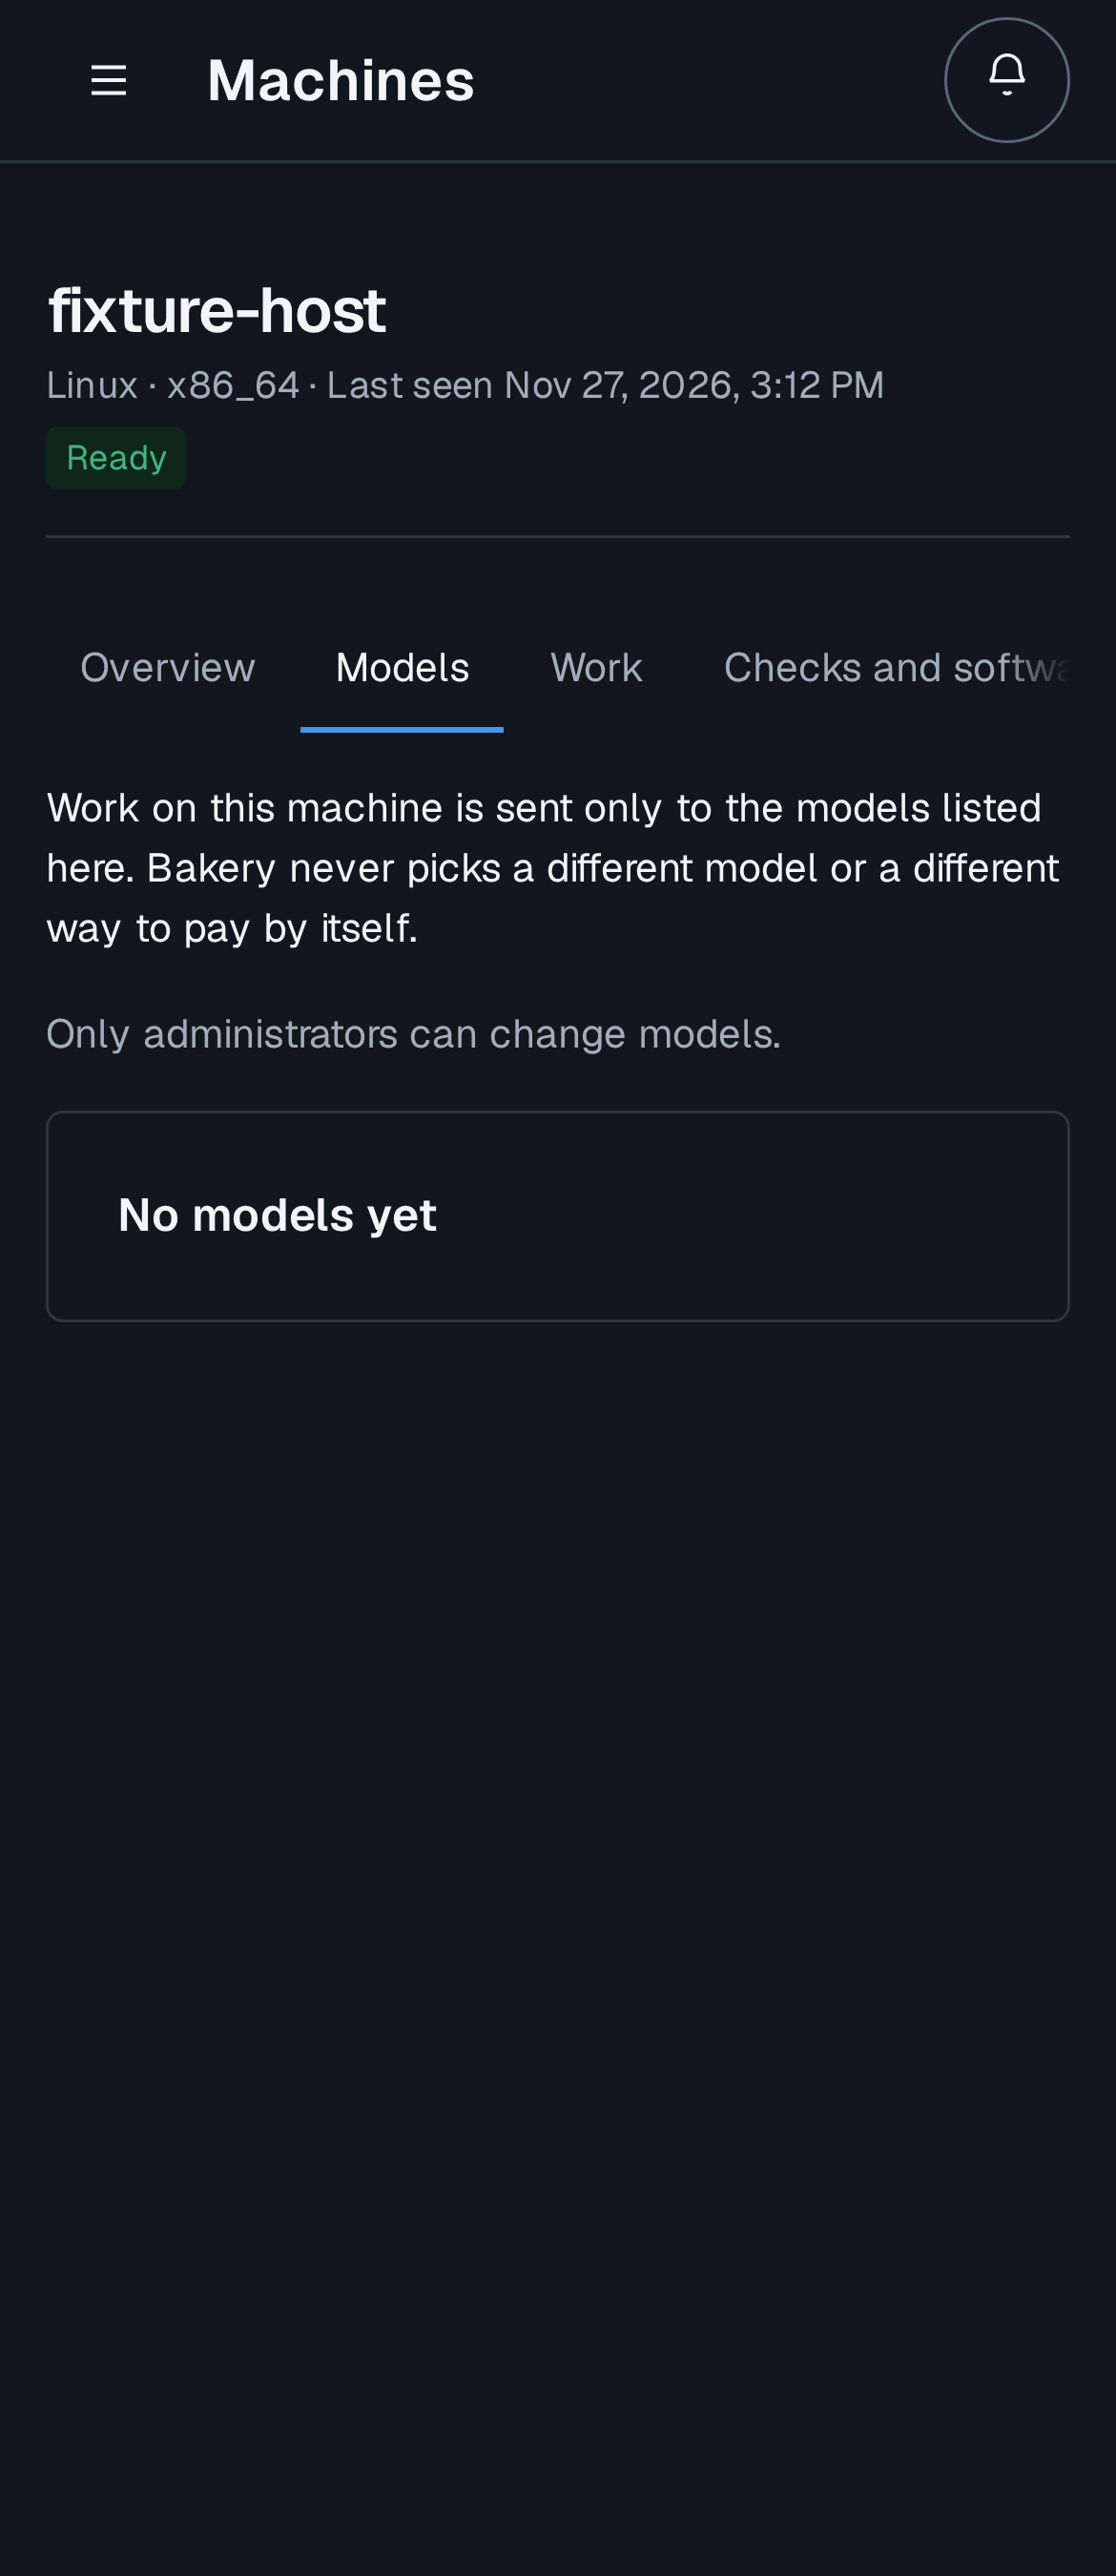 Machines
fixture-host
Linux · x86_64 · Last seen Nov 27, 2026, 3:12 PM
Ready
Overview Models Work Checks and
Work on this machine is sent only to the models listed
here. Bakery never picks a different model or a different
way to pay by itself.
Only administrators can change models.
No models yet